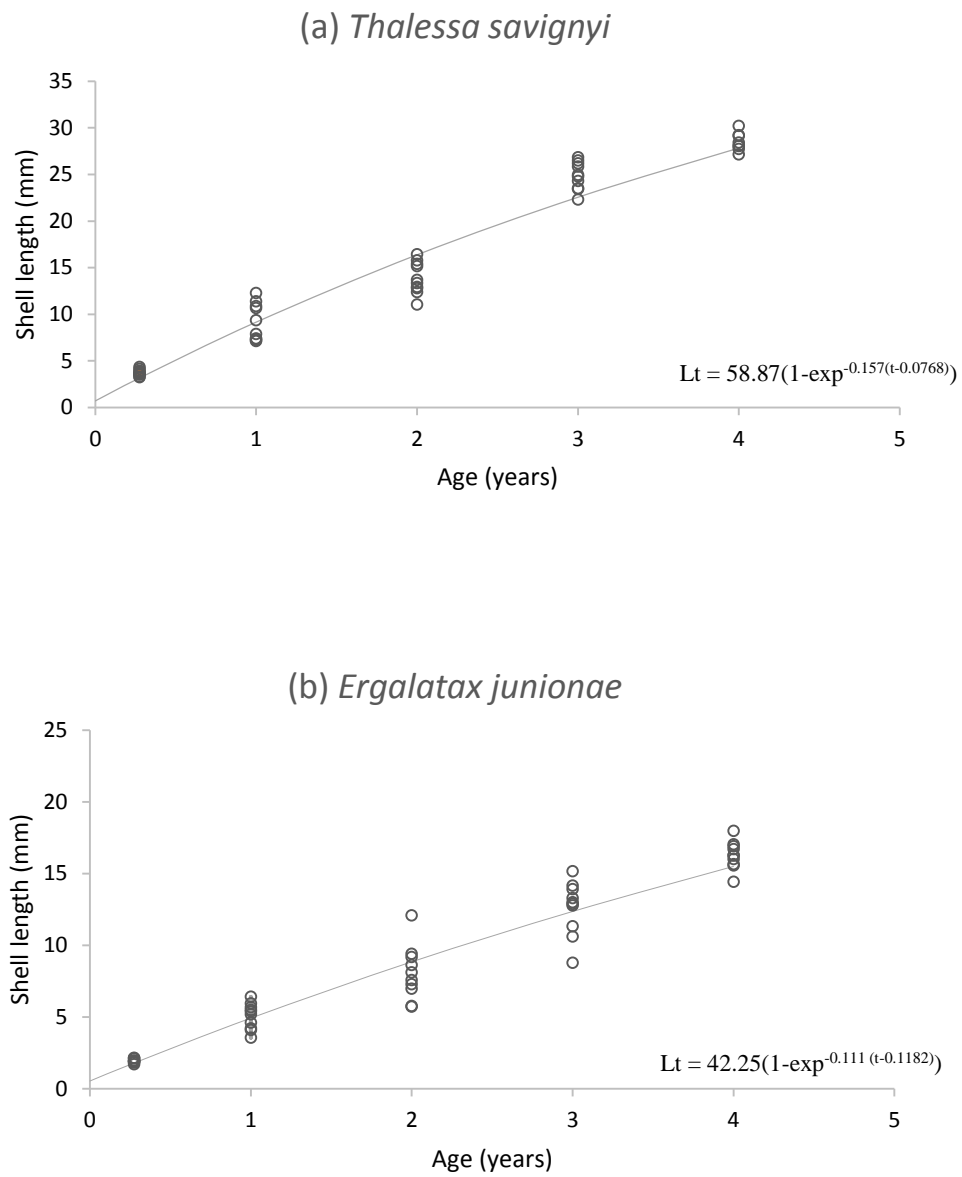 (a) Thalessa savignyi
35
30
25
20
15
10
5
0
Shell length (mm)
Lt = 58.87(1-exp-0.157(t-0.0768))
0 1 2 3 4 5
Age (years)
(b) Ergalatax junionae
25
20
15
10
5
0
Shell length (mm)
Lt = 42.25(1-exp-0.111 (t-0.1182))
0 1 2 3 4 5
Age (years)